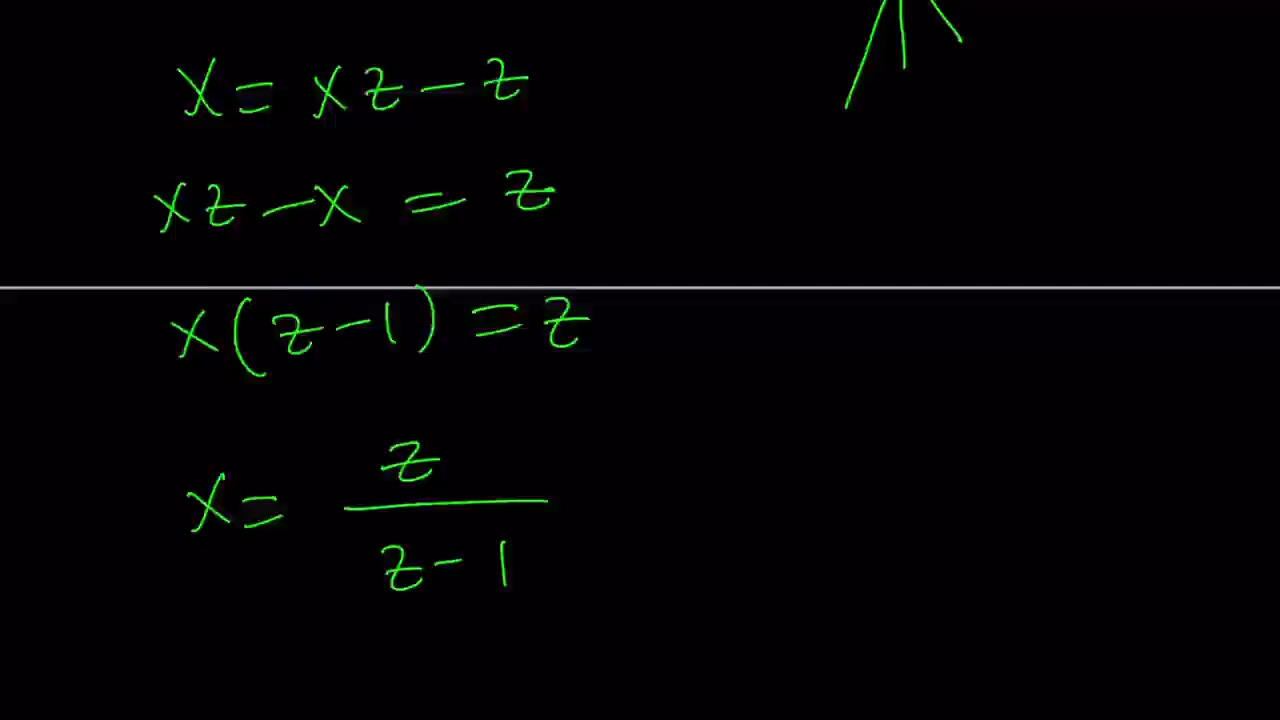 x = xz - z
xz - x = z
x(z - 1) = z
x = z / (z - 1)